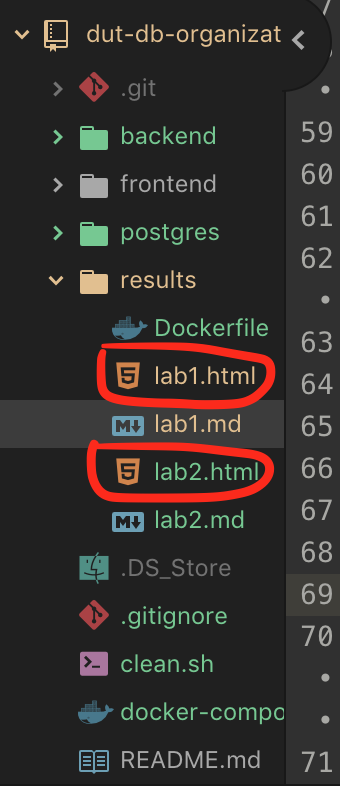 dut-db-organizat
.git
backend
59
frontend
60
61
postgres
62
results
Dockerfile
63
lab1.html
64
lab1.md
65
lab2.html
66
67
lab2.md
68
.DS_Store
69
.gitignore
70
clean.sh
docker-compo
README.md
71